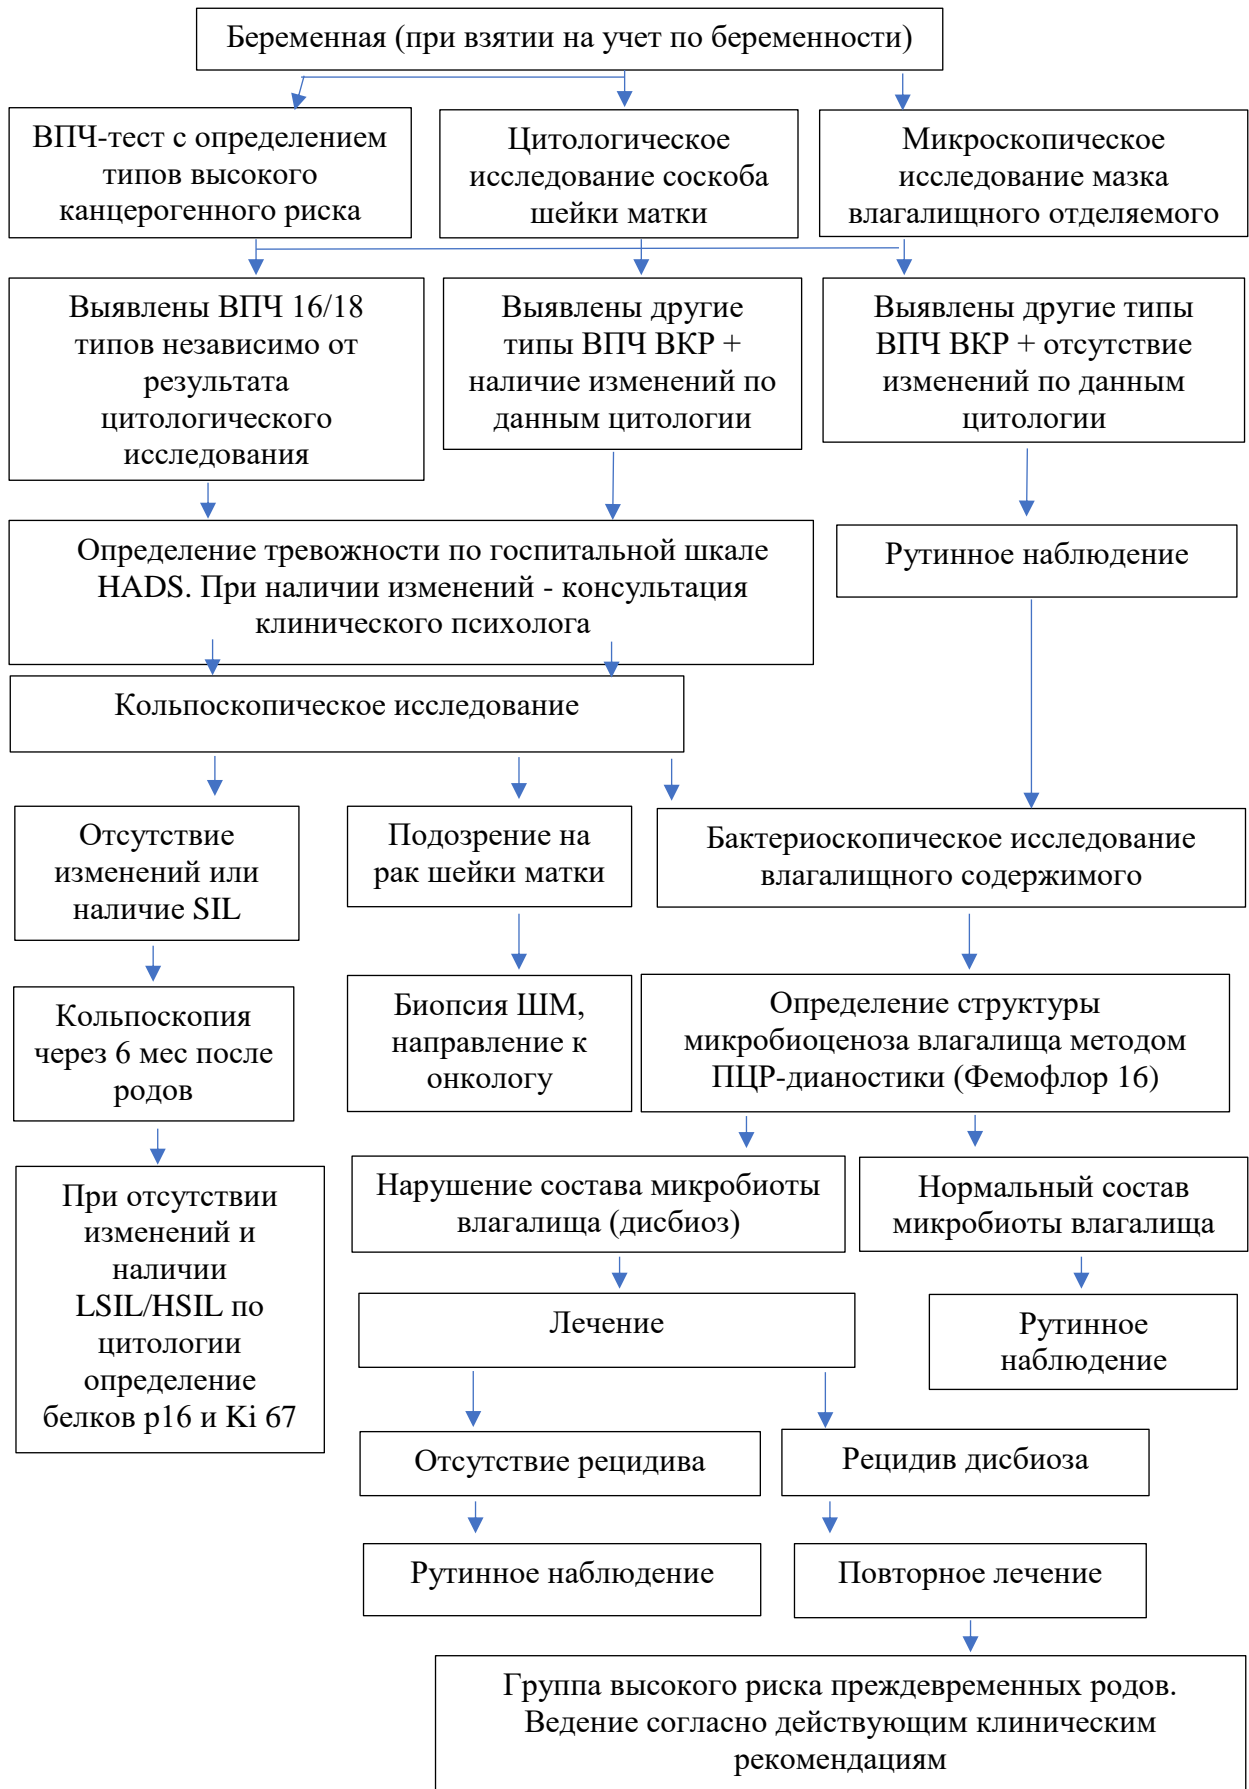 Беременная (при взятии на учет по беременности)
ВПЧ-тест с определением
типов высокого
канцерогенного риска
Цитологическое
исследование соскоба
шейки матки
Микроскопическое
исследование мазка
влагалищного отделяемого
Выявлены ВПЧ 16/18
типов независимо от
результата
цитологического
исследования
Выявлены другие
типы ВПЧ ВКР +
наличие изменений по
данным цитологии
Выявлены другие типы
ВПЧ ВКР + отсутствие
изменений по данным
цитологии
Определение тревожности по госпитальной шкале
HADS. При наличии изменений - консультация
клинического психолога
Рутинное наблюдение
Кольпоскопическое исследование
Отсутствие
изменений или
наличие SIL
Подозрение на
рак шейки матки
Бактериоскопическое исследование
влагалищного содержимого
Кольпоскопия
через 6 мес после
родов
Биопсия ШМ,
направление к
онкологу
Определение структуры
микробиоценоза влагалища методом
ПЦР-дианостики (Фемофлор 16)
При отсутствии
изменений и
наличии
LSIL/HSIL по
цитологии
определение
белков p16 и Ki 67
Нарушение состава микробиоты
влагалища (дисбиоз)
Нормальный состав
микробиоты влагалища
Лечение
Рутинное
наблюдение
Отсутствие рецидива
Рецидив дисбиоза
Рутинное наблюдение
Повторное лечение
Группа высокого риска преждевременных родов.
Ведение согласно действующим клиническим
рекомендациям